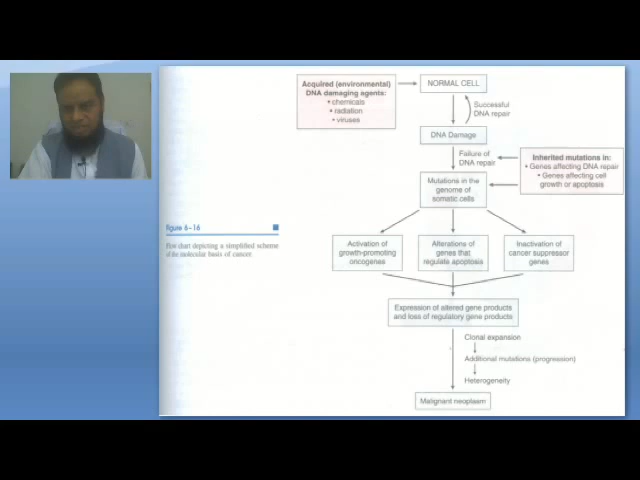 Acquired (environmental)
DNA damaging agents:
• chemicals
• radiation
• viruses
NORMAL CELL
Successful
DNA repair
DNA Damage
Failure of
DNA repair
Inherited mutations in:
• Genes affecting DNA repair
• Genes affecting cell
growth or apoptosis
Mutations in the
genome of
somatic cells
Figure 6-16
Flow chart depicting a simplified scheme
of the molecular basis of cancer.
Activation of
growth-promoting
oncogenes
Alterations of
genes that
regulate apoptosis
Inactivation of
cancer suppressor
genes
Expression of altered gene products
and loss of regulatory gene products
Clonal expansion
Additional mutations (progression)
Heterogeneity
Malignant neoplasm